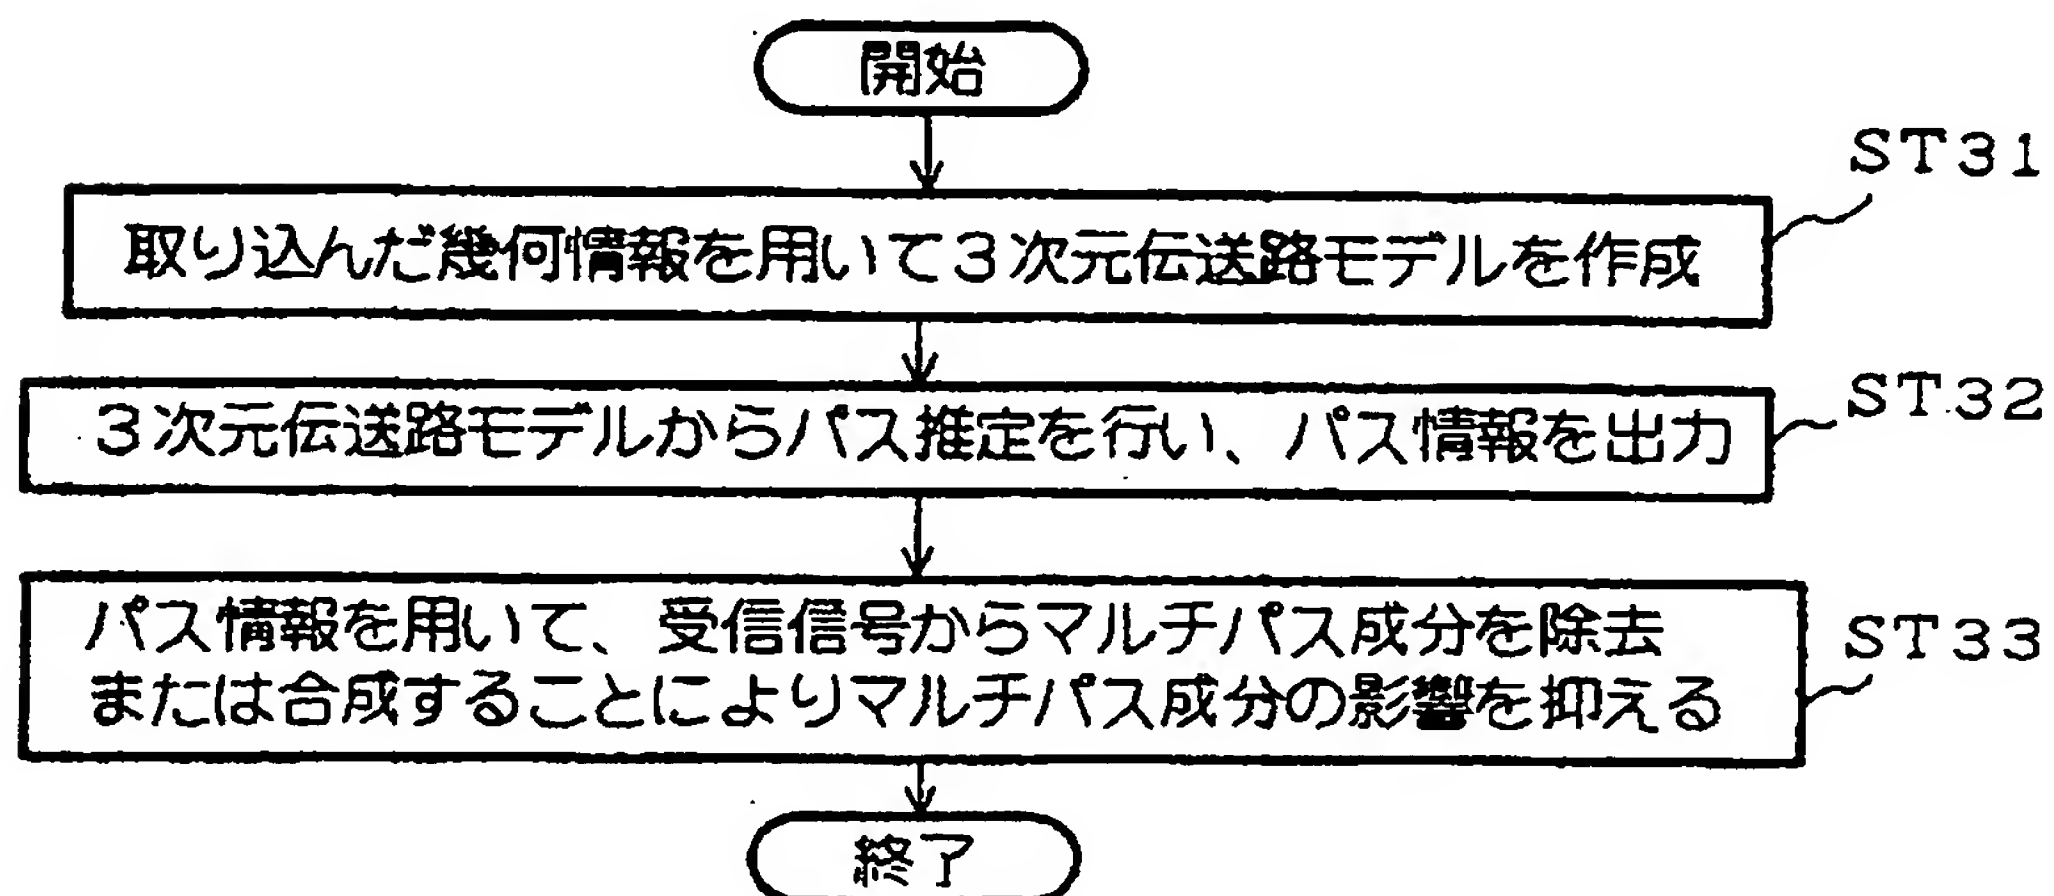 開始
ST31
取り込んだ幾何情報を用いて3次元伝送路モデルを作成
ST32
3次元伝送路モデルからパス推定を行い、パス情報を出力
ST33
パス情報を用いて、受信信号からマルチパス成分を除去
または合成することによりマルチパス成分の影響を抑える
終了